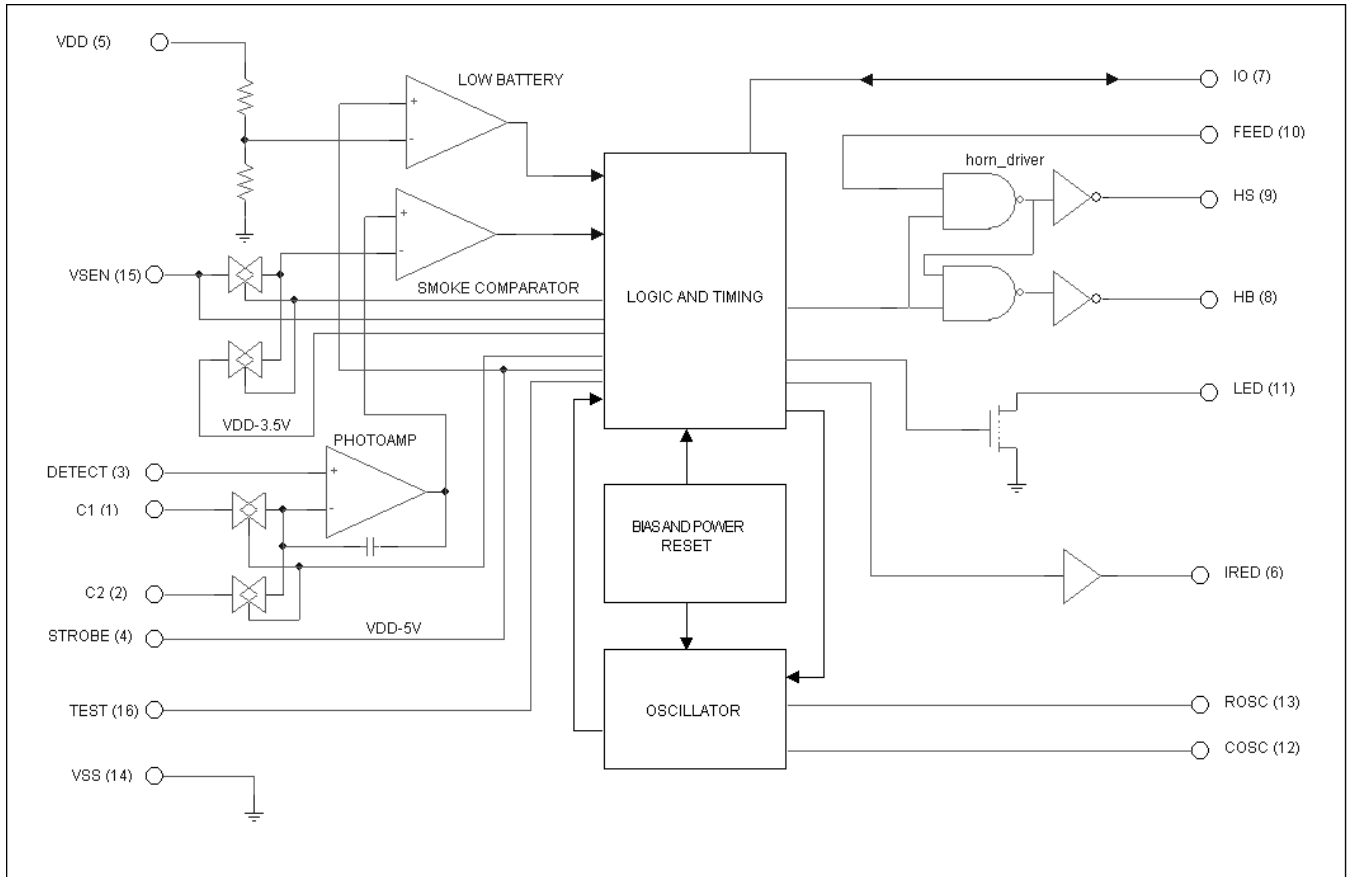 VDD (5)
LOW BATTERY
+
-
IO (7)
FEED (10)
horn_driver
HS (9)
+
-
VSEN (15)
SMOKE COMPARATOR
LOGIC AND TIMING
HB (8)
LED (11)
VDD-3.5V
PHOTOAMP
DETECT (3)
+
C1 (1)
-
BIAS AND POWER
RESET
IRED (6)
C2 (2)
VDD-5V
STROBE (4)
TEST (16)
OSCILLATOR
ROSC (13)
COSC (12)
VSS (14)